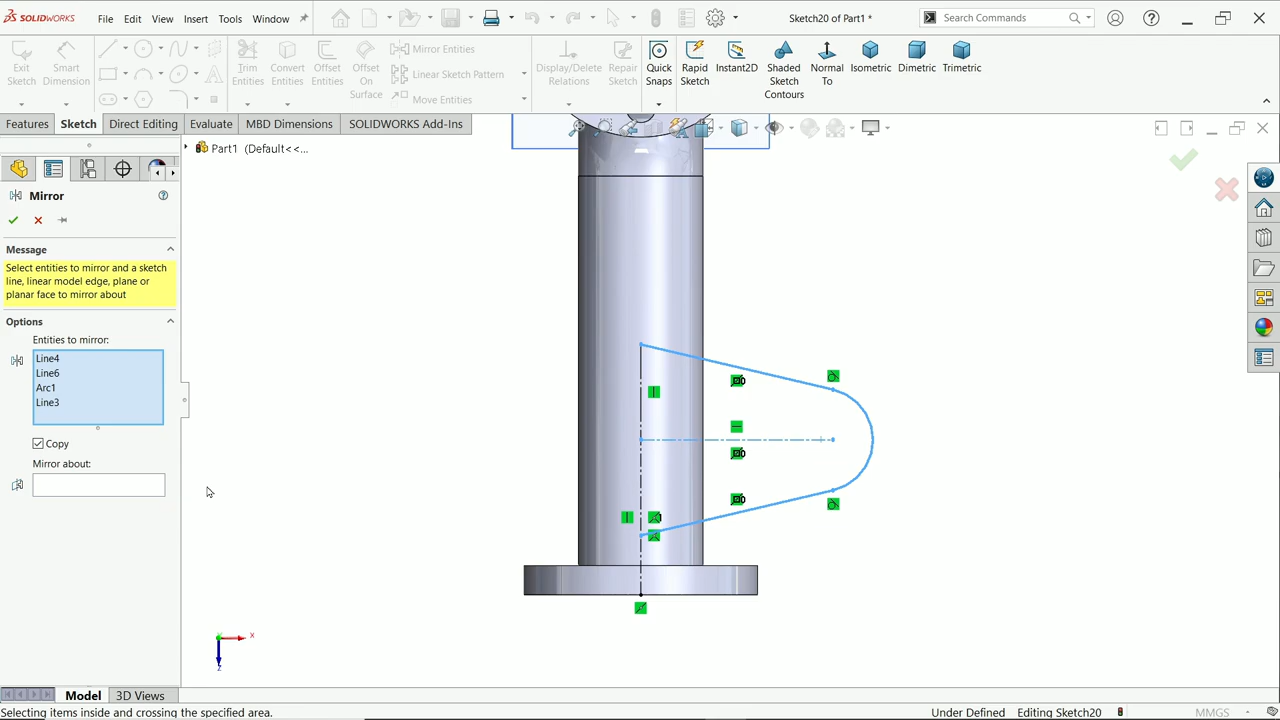 SOLIDWORKS File Edit View Insert Tools Window Sketch20 of Part1 * Search Commands
Exit Sketch
Smart Dimension
Trim Entities
Convert Entities
Offset Entities
Offset On Surface
Mirror Entities
Linear Sketch Pattern
Move Entities
Display/Delete Relations
Repair Sketch
Quick Snaps
Rapid Sketch
Instant2D
Shaded Sketch Contours
Normal To
Isometric
Dimetric
Trimetric
Features Sketch Direct Editing Evaluate MBD Dimensions SOLIDWORKS Add-Ins
Part1 (Default<<...
Mirror
Message
Select entities to mirror and a sketch
line, linear model edge, plane or
planar face to mirror about
Options
Entities to mirror:
Line4
Line6
Arc1
Line3
Copy
Mirror about:
X
Y
Z
Model 3D Views
Selecting items inside and crossing the specified area. Under Defined Editing Sketch20 MMGS